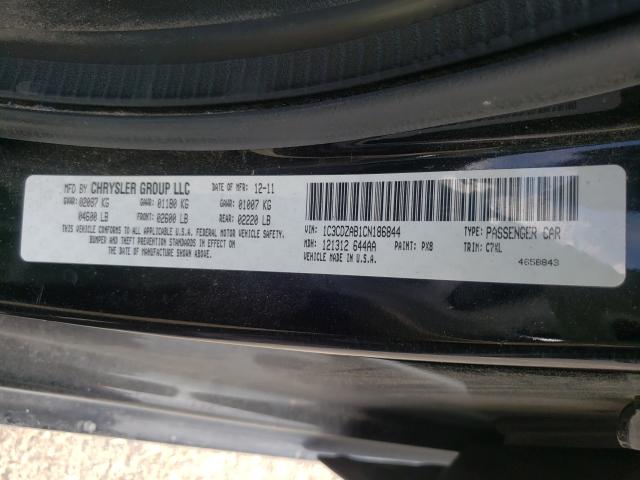 MFD BY CHRYSLER GROUP LLC DATE OF MFR: 12-11
GVWR: 02087 KG GAWR: 01180 KG GAWR: 01007 KG
04600 LB FRONT: 02600 LB REAR: 02220 LB
THIS VEHICLE CONFORMS TO ALL APPLICABLE U.S.A. FEDERAL MOTOR VEHICLE SAFETY,
BUMPER AND THEFT PREVENTION STANDARDS IN EFFECT ON
THE DATE OF MANUFACTURE SHOWN ABOVE.
VIN: 1C3CDZAB1CN186844 TYPE: PASSENGER CAR
MDH: 121312 644AA PAINT: PX8 TRIM: C7XL
VEHICLE MADE IN U.S.A.
4658843